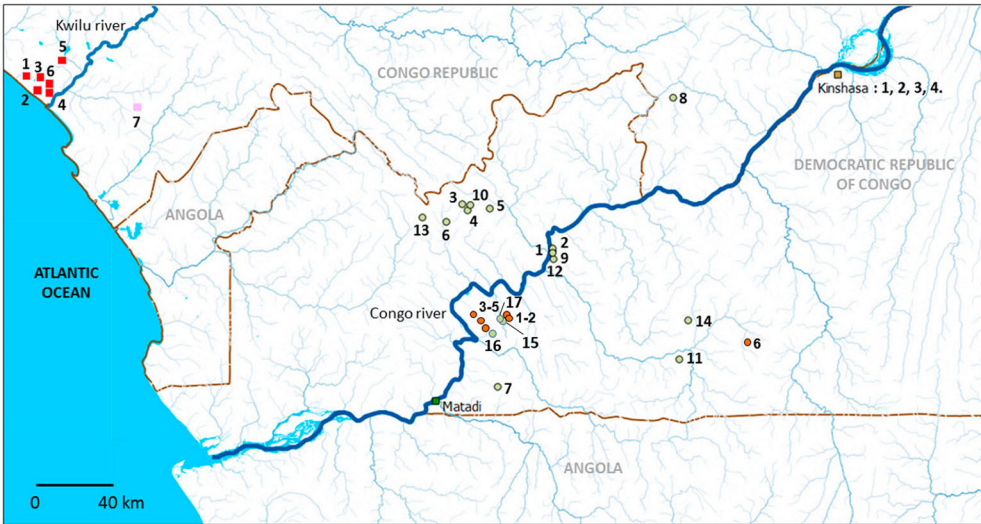 Kwilu river
5
1 3 6
2 4
7
CONGO REPUBLIC
8
Kinshasa : 1, 2, 3, 4.
DEMOCRATIC REPUBLIC
OF CONGO
ANGOLA
3 10
5
4
13 6
1 2
9
12
ATLANTIC
OCEAN
Congo river
3-5 17
1-2
15
16
14
6
11
7
Matadi
ANGOLA
0 40 km